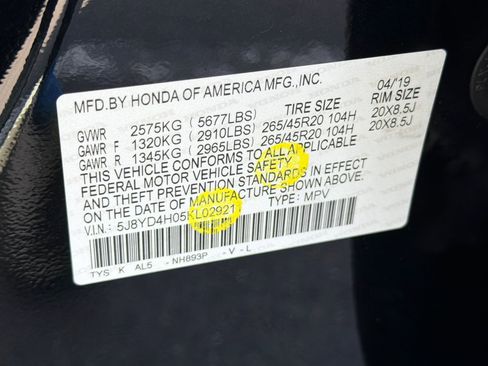 MFD.BY HONDA OF AMERICA MFG.,INC. 04/19
TIRE SIZE RIM SIZE
GVWR 2575KG ( 5677LBS)
GAWR F 1320KG ( 2910LBS) 265/45R20 104H 20X8.5J
GAWR R 1345KG ( 2965LBS) 265/45R20 104H 20X8.5J
THIS VEHICLE CONFORMS TO ALL APPLICABLE
FEDERAL MOTOR VEHICLE SAFETY
AND THEFT PREVENTION STANDARDS IN EFFECT
ON THE DATE OF MANUFACTURE SHOWN ABOVE.
V.I.N.: 5J8YD4H05KL02921 TYPE: MPV
TYS K AL5 - NH893P - V - L